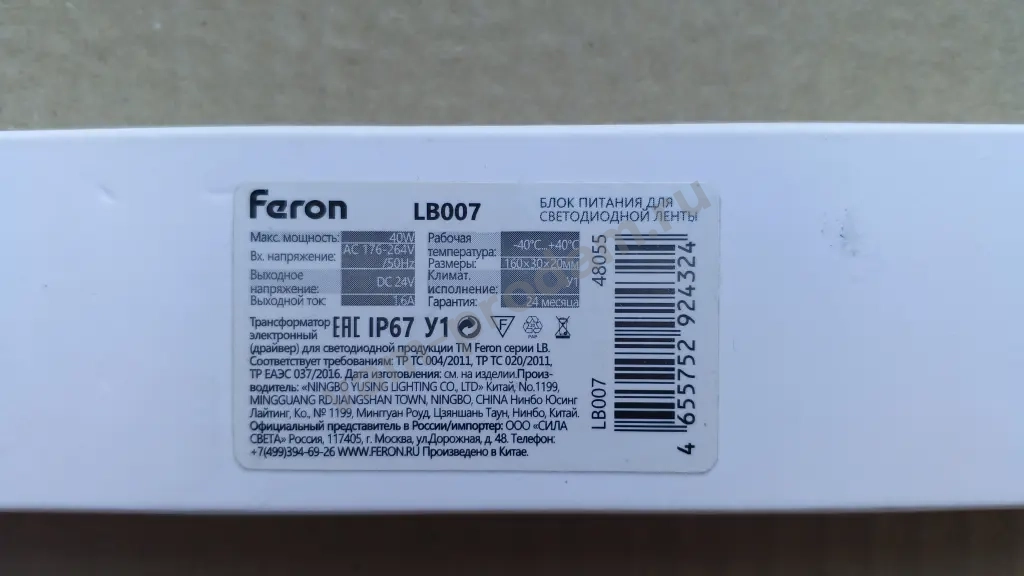 Feron
LB007
БЛОК ПИТАНИЯ ДЛЯ
СВЕТОДИОДНОЙ ЛЕНТЫ
Макс. мощность: 40W
Вх. напряжение: AC 176-264V
/50Hz
Выходное
напряжение: DC 24V
Выходной ток: 1.6A
Рабочая
температура: -40°C...+40°C
Размеры: 160×30×20мм
Климат.
исполнение: У1
Гарантия: 24 месяца
48055
LB007
4 655752 924324
Трансформатор
электронный EAC IP67 У1 F PAP
(драйвер) для светодиодной продукции ТМ Feron серии LB.
Соответствует требованиям: ТР ТС 004/2011, ТР ТС 020/2011,
ТР ЕАЭС 037/2016. Дата изготовления: см. на изделии.Произ-
водитель: «NINGBO YUSING LIGHTING CO., LTD» Китай, No.1199,
MINGGUANG RDJIANGSHAN TOWN, NINGBO, CHINA Нинбо Юсинг
Лайтинг, Ко., № 1199, Мингтуан Роуд, Цзяншань Таун, Нинбо, Китай.
Официальный представитель в России/импортер: ООО «СИЛА
СВЕТА» Россия, 117405, г. Москва, ул.Дорожная, д. 48. Телефон:
+7(499)394-69-26 WWW.FERON.RU Произведено в Китае.